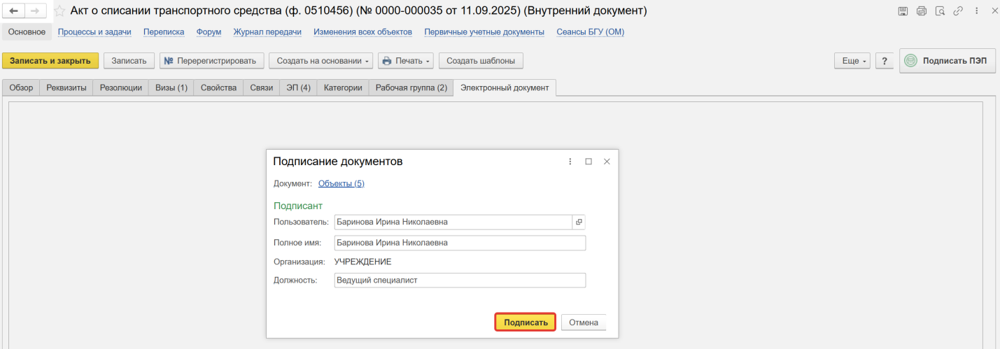 Акт о списании транспортного средства (ф. 0510456) (№ 0000-000035 от 11.09.2025) (Внутренний документ)
Основное Процессы и задачи Переписка Форум Журнал передачи Изменения всех объектов Первичные учетные документы Сеансы БГУ (ОМ)
Записать и закрыть Записать № Перерегистрировать Создать на основании Печать Создать шаблоны Еще ? Подписать ПЭП
Обзор Реквизиты Резолюции Визы (1) Свойства Связи ЭП (4) Категории Рабочая группа (2) Электронный документ
Подписание документов
Документ: Объекты (5)
Подписант
Пользователь: Баринова Ирина Николаевна
Полное имя: Баринова Ирина Николаевна
Организация: УЧРЕЖДЕНИЕ
Должность: Ведущий специалист
Подписать Отмена